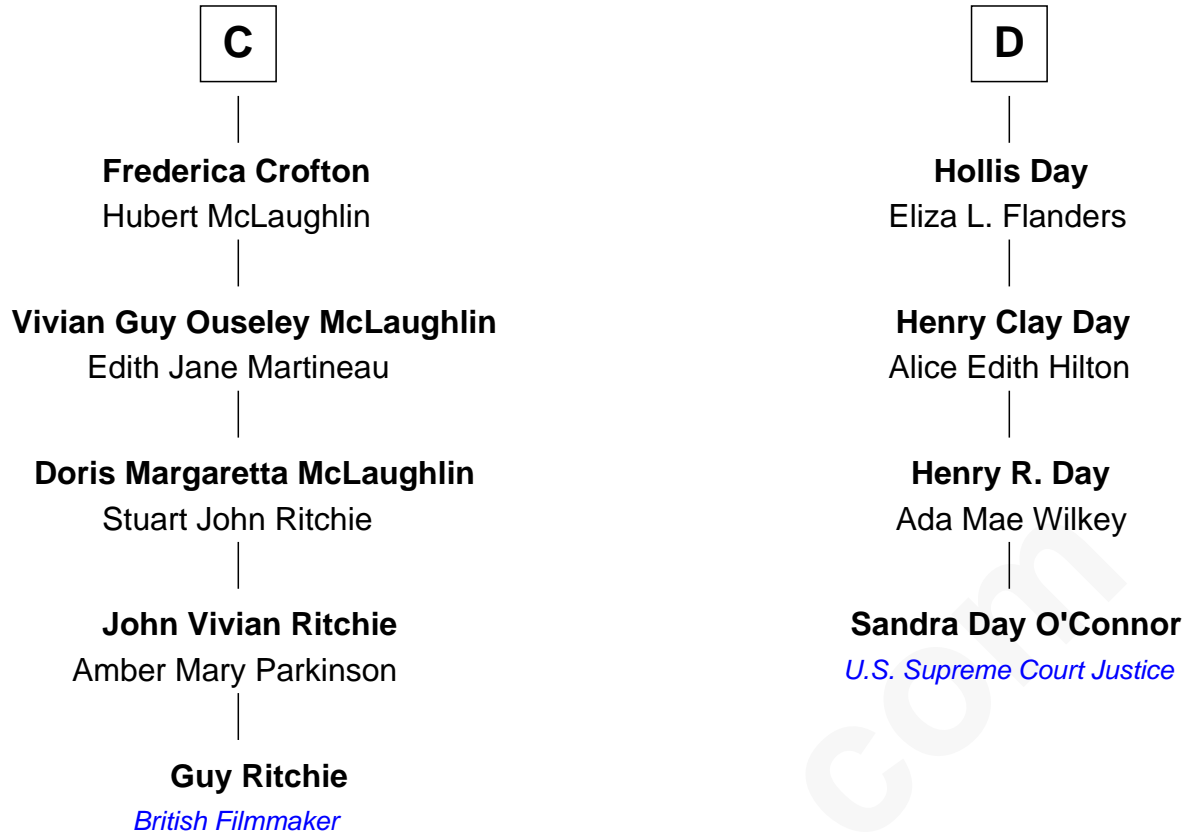 C
Frederica Crofton
Hubert McLaughlin
Vivian Guy Ouseley McLaughlin
Edith Jane Martineau
Doris Margaretta McLaughlin
Stuart John Ritchie
John Vivian Ritchie
Amber Mary Parkinson
Guy Ritchie
British Filmmaker
D
Hollis Day
Eliza L. Flanders
Henry Clay Day
Alice Edith Hilton
Henry R. Day
Ada Mae Wilkey
Sandra Day O'Connor
U.S. Supreme Court Justice
com